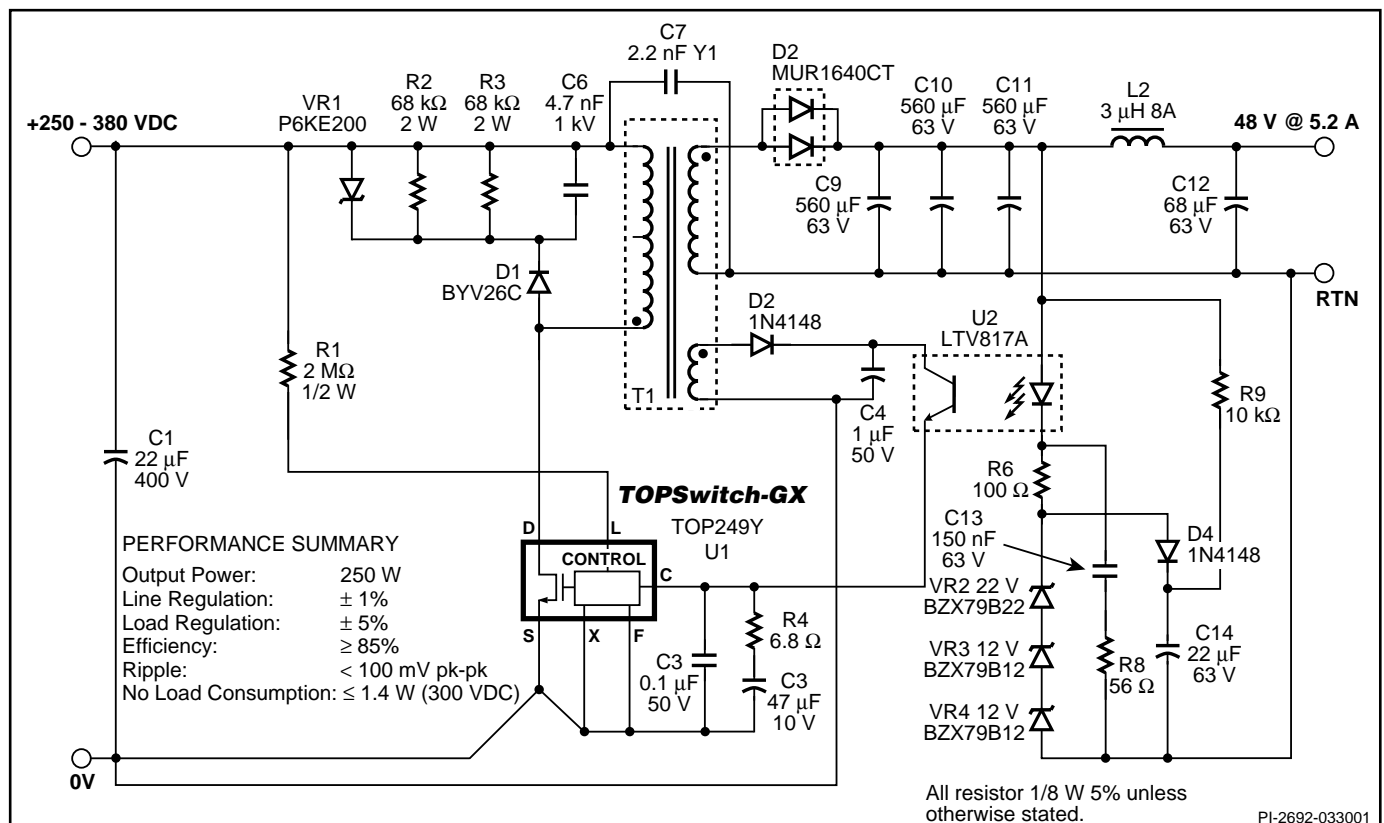 C7
2.2 nF Y1
D2
MUR1640CT
R2
68 kΩ
2 W
R3
68 kΩ
2 W
C6
4.7 nF
1 kV
VR1
P6KE200
C10
560 µF
63 V
C11
560 µF
63 V
L2
3 µH 8A
+250 - 380 VDC
48 V @ 5.2 A
C9
560 µF
63 V
C12
68 µF
63 V
D1
BYV26C
RTN
D2
1N4148
U2
LTV817A
R1
2 MΩ
1/2 W
T1
R9
10 kΩ
C4
1 µF
50 V
C1
22 µF
400 V
R6
100 Ω
TOPSwitch-GX
TOP249Y
U1
D
L
CONTROL
C
S
X
F
C13
150 nF
63 V
D4
1N4148
PERFORMANCE SUMMARY
Output Power: 250 W
Line Regulation: ± 1%
Load Regulation: ± 5%
Efficiency: ≥ 85%
Ripple: < 100 mV pk-pk
No Load Consumption: ≤ 1.4 W (300 VDC)
VR2 22 V
BZX79B22
R4
6.8 Ω
C3
0.1 µF
50 V
C3
47 µF
10 V
VR3 12 V
BZX79B12
R8
56 Ω
C14
22 µF
63 V
VR4 12 V
BZX79B12
0V
All resistor 1/8 W 5% unless
otherwise stated.
PI-2692-033001